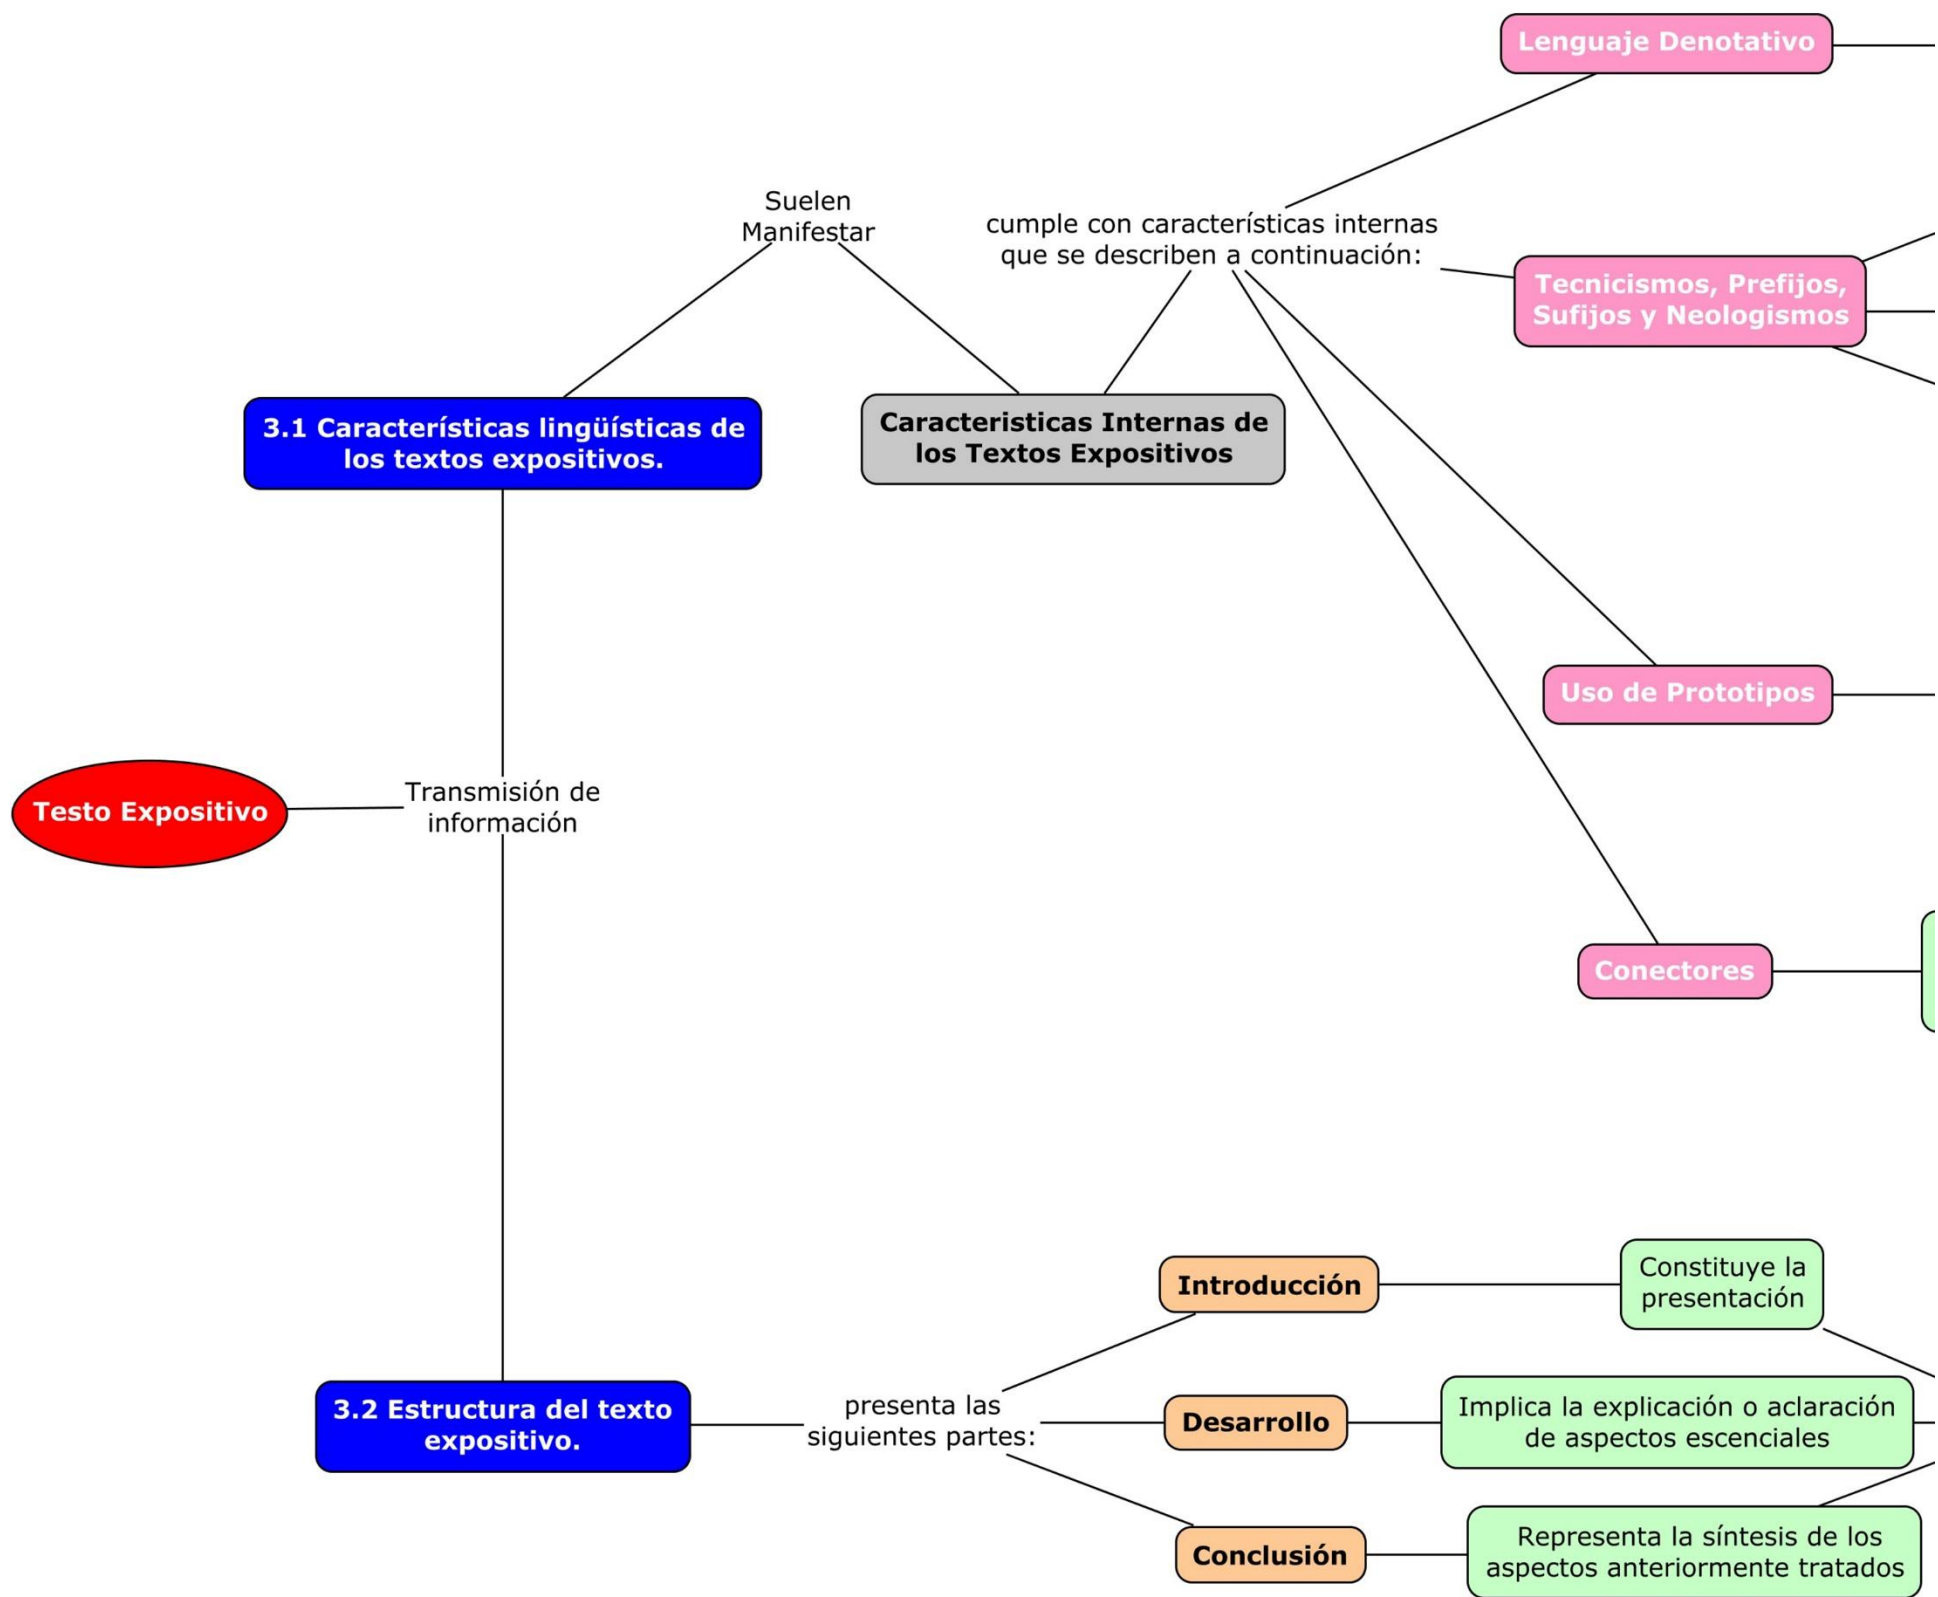 Lenguaje Denotativo
Suelen
Manifestar
cumple con características internas
que se describen a continuación:
Tecnicismos, Prefijos,
Sufijos y Neologismos
3.1 Características lingüísticas de
los textos expositivos.
Caracteristicas Internas de
los Textos Expositivos
Uso de Prototipos
Testo Expositivo
Transmisión de
información
Conectores
Introducción
Constituye la
presentación
3.2 Estructura del texto
expositivo.
presenta las
siguientes partes:
Desarrollo
Implica la explicación o aclaración
de aspectos escenciales
Conclusión
Representa la síntesis de los
aspectos anteriormente tratados